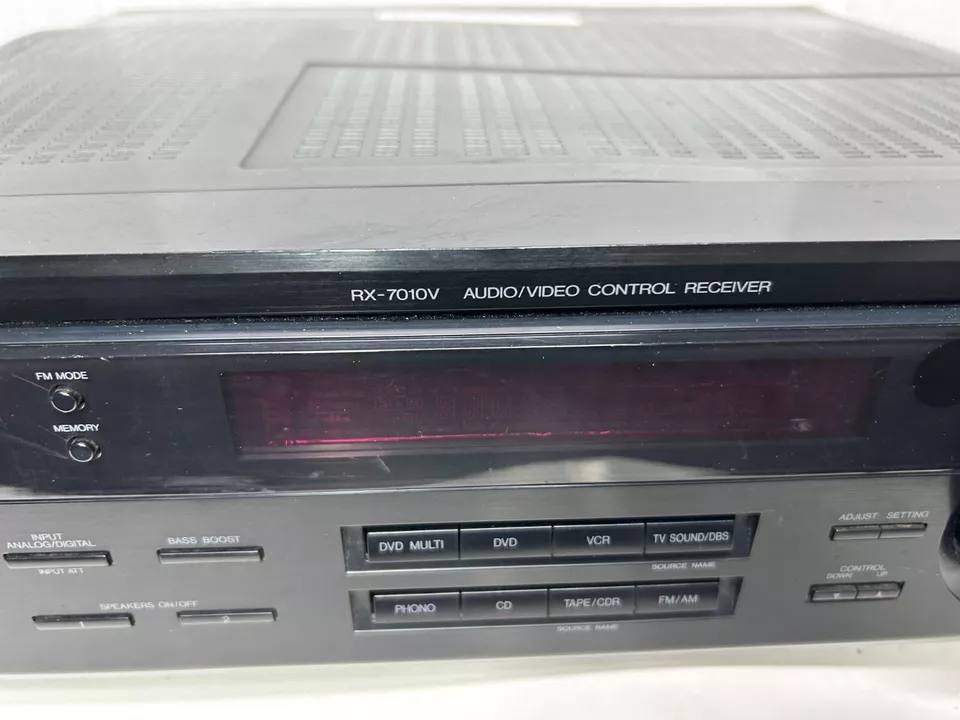 RX-7010V AUDIO/VIDEO CONTROL RECEIVER
FM MODE
MEMORY
INPUT
ANALOG/DIGITAL
INPUT ATT
BASS BOOST
SPEAKERS ON/OFF
1 2
DVD MULTI DVD VCR TV SOUND/DBS
SOURCE NAME
PHONO CD TAPE/CDR FM/AM
SOURCE NAME
ADJUST SETTING
CONTROL
DOWN UP